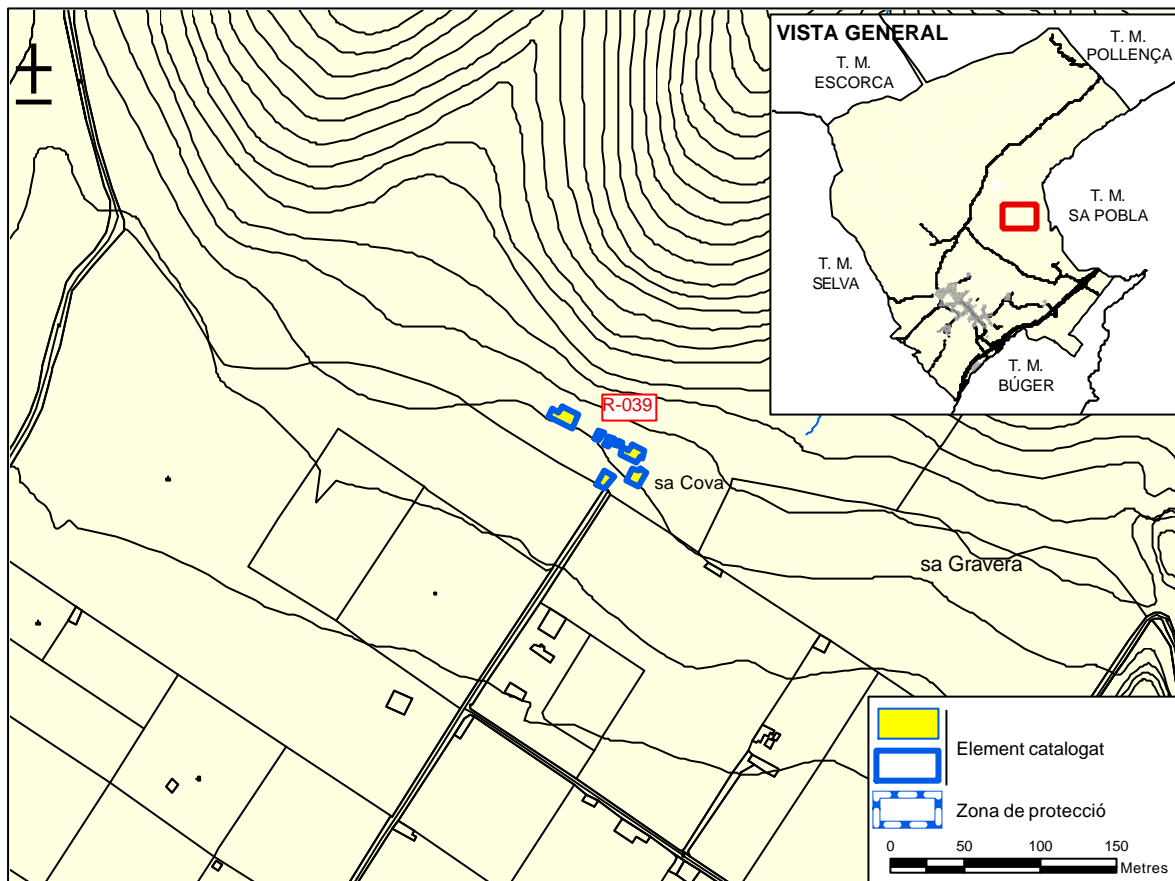 VISTA GENERAL
T. M.
POLLENÇA
T. M.
ESCORCA
T. M.
SA POBLA
T. M.
SELVA
T. M.
BÚGER
R-039
sa Cova
sa Gravera
Element catalogat
Zona de protecció
0 50 100 150
Metres